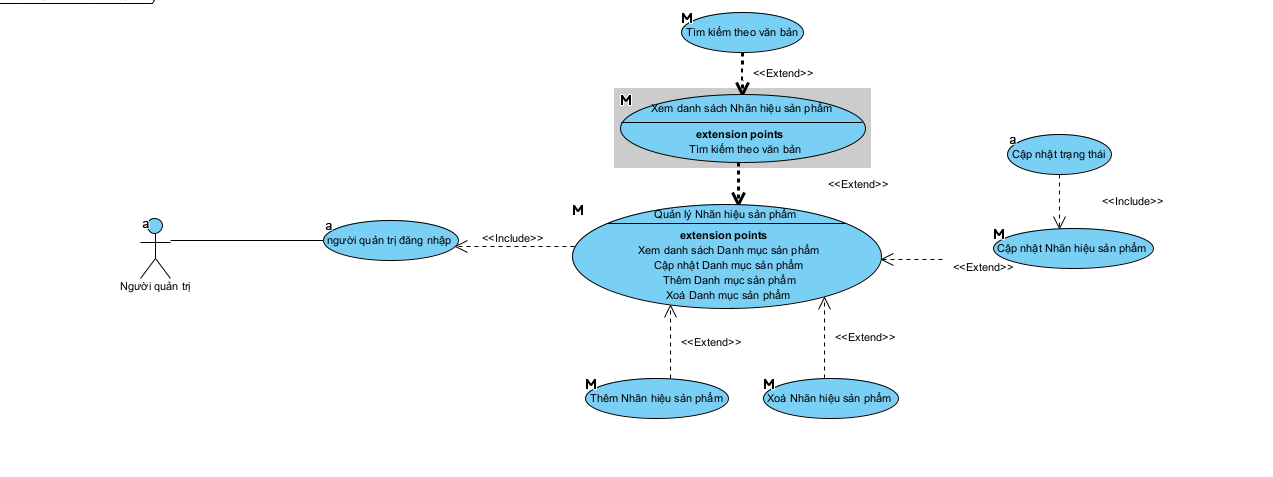 M
Tìm kiếm theo văn bản
<<Extend>>
M
Xem danh sách Nhãn hiệu sản phẩm
extension points
Tìm kiếm theo văn bản
<<Extend>>
a
Cập nhật trạng thái
<<Include>>
M
Cập nhật Nhãn hiệu sản phẩm
<<Extend>>
M
Quản lý Nhãn hiệu sản phẩm
extension points
Xem danh sách Danh mục sản phẩm
Cập nhật Danh mục sản phẩm
Thêm Danh mục sản phẩm
Xoá Danh mục sản phẩm
<<Include>>
a
người quản trị đăng nhập
a
Người quản trị
<<Extend>>
<<Extend>>
M
Thêm Nhãn hiệu sản phẩm
M
Xoá Nhãn hiệu sản phẩm